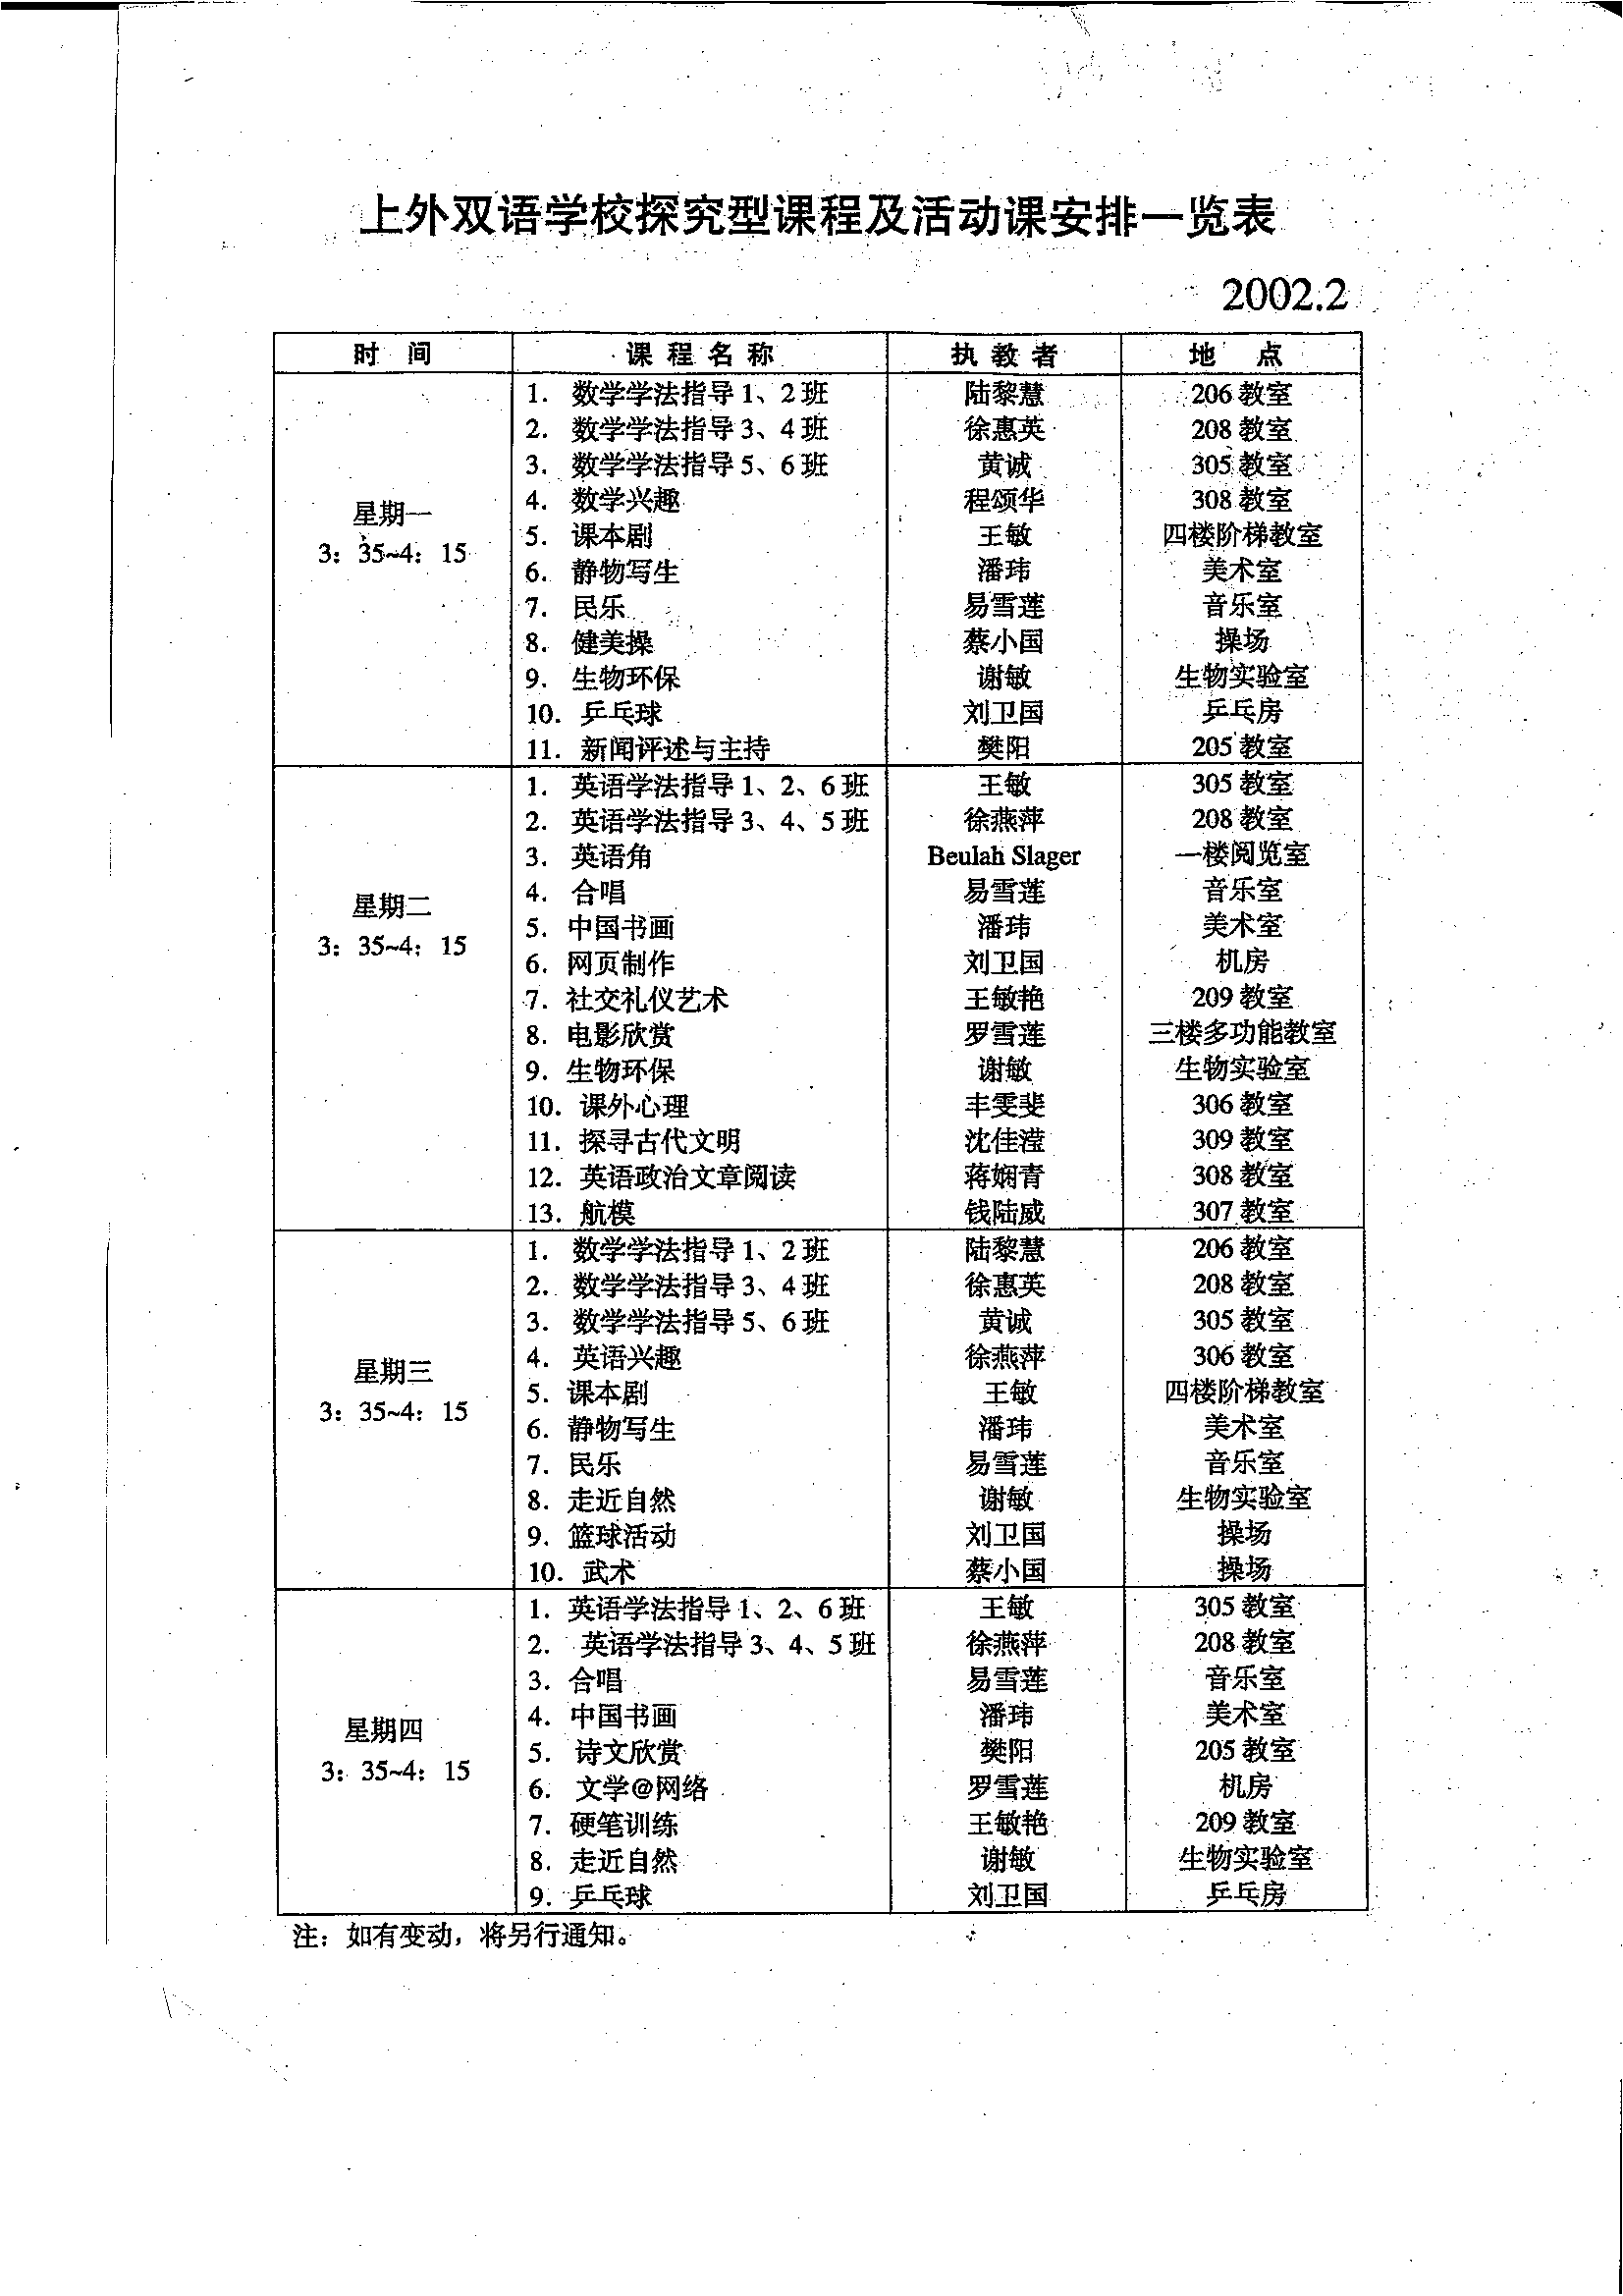 上外双语学校探究型课程及活动课安排一览表
2002.2
时 间 课 程 名 称 执 教 者 地 点
1. 数学学法指导 1、2 班 陆黎慧 206 教室
2. 数学学法指导 3、4 班 徐惠英 208 教室
3. 数学学法指导 5、6 班 黄诚 305 教室
星期一
3：35~4：15
4. 数学兴趣 程颂华 308 教室
5. 课本剧 王敏 四楼阶梯教室
6. 静物写生 潘玮 美术室
7. 民乐 易雪莲 音乐室
8. 健美操 蔡小国 操场
9. 生物环保 谢敏 生物实验室
10. 乒乓球 刘卫国 乒乓房
11. 新闻评述与主持 樊阳 205 教室
1. 英语学法指导 1、2、6 班 王敏 305 教室
2. 英语学法指导 3、4、5 班 徐燕萍 208 教室
3. 英语角 Beulah Slager 一楼阅览室
星期二
3：35~4：15
4. 合唱 易雪莲 音乐室
5. 中国书画 潘玮 美术室
6. 网页制作 刘卫国 机房
7. 社交礼仪艺术 王敏艳 209 教室
8. 电影欣赏 罗雪莲 三楼多功能教室
9. 生物环保 谢敏 生物实验室
10. 课外心理 丰雯斐 306 教室
11. 探寻古代文明 沈佳滢 309 教室
12. 英语政治文章阅读 蒋娴青 308 教室
13. 航模 钱陆威 307 教室
1. 数学学法指导 1、2 班 陆黎慧 206 教室
2. 数学学法指导 3、4 班 徐惠英 208 教室
3. 数学学法指导 5、6 班 黄诚 305 教室
星期三
3：35~4：15
4. 英语兴趣 徐燕萍 306 教室
5. 课本剧 王敏 四楼阶梯教室
6. 静物写生 潘玮 美术室
7. 民乐 易雪莲 音乐室
8. 走近自然 谢敏 生物实验室
9. 篮球活动 刘卫国 操场
10. 武术 蔡小国 操场
1. 英语学法指导 1、2、6 班 王敏 305 教室
2. 英语学法指导 3、4、5 班 徐燕萍 208 教室
3. 合唱 易雪莲 音乐室
星期四
3：35~4：15
4. 中国书画 潘玮 美术室
5. 诗文欣赏 樊阳 205 教室
6. 文学@网络 罗雪莲 机房
7. 硬笔训练 王敏艳 209 教室
8. 走近自然 谢敏 生物实验室
9. 乒乓球 刘卫国 乒乓房
注：如有变动，将另行通知。